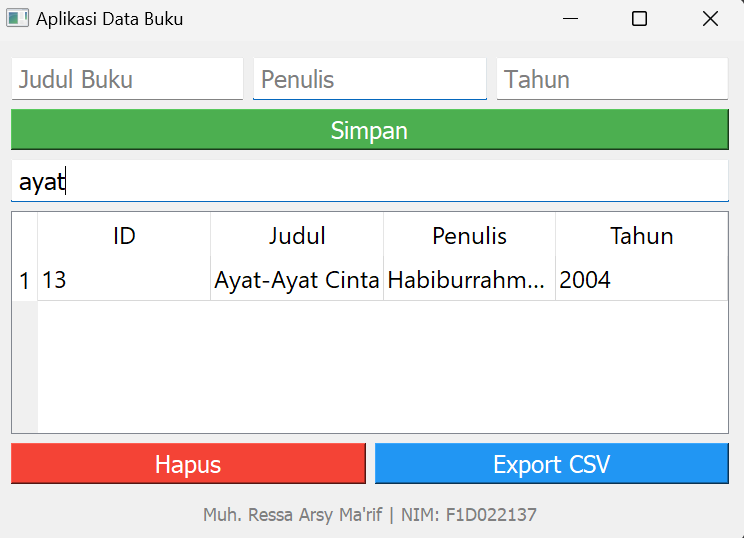 Aplikasi Data Buku
Judul Buku Penulis Tahun
Simpan
ayat
ID Judul Penulis Tahun
1 13 Ayat-Ayat Cinta Habiburrahm... 2004
Hapus Export CSV
Muh. Ressa Arsy Ma'rif | NIM: F1D022137